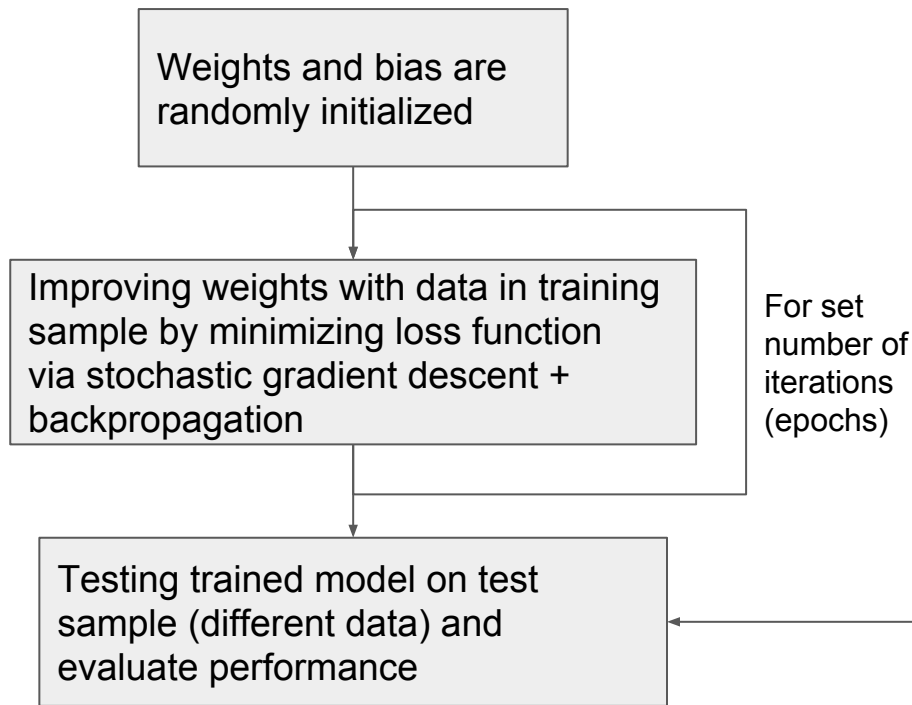 Weights and bias are
randomly initialized
Improving weights with data in training
sample by minimizing loss function
via stochastic gradient descent +
backpropagation
For set
number of
iterations
(epochs)
Testing trained model on test
sample (different data) and
evaluate performance